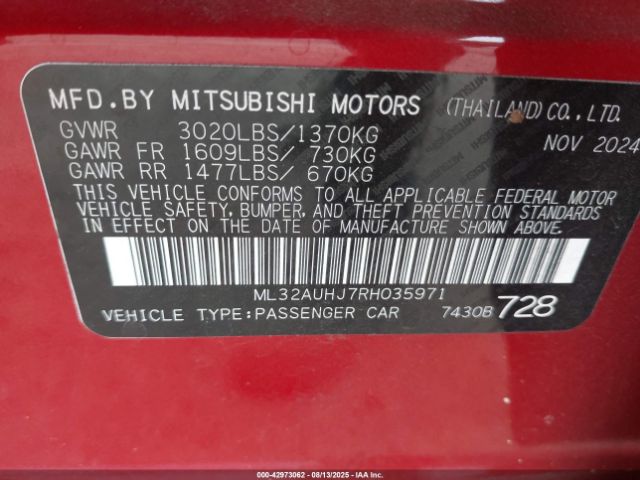 MFD.BY MITSUBISHI MOTORS (THAILAND) CO., LTD.
GVWR 3020LBS/1370KG NOV 2024
GAWR FR 1609LBS/ 730KG
GAWR RR 1477LBS/ 670KG
THIS VEHICLE CONFORMS TO ALL APPLICABLE FEDERAL MOTOR
VEHICLE SAFETY, BUMPER, AND THEFT PREVENTION STANDARDS
IN EFFECT ON THE DATE OF MANUFACTURE SHOWN ABOVE.
ML32AUHJ7RH035971
VEHICLE TYPE:PASSENGER CAR 7430B 728
000-42973062 - 08/13/2025 - IAAI.COM